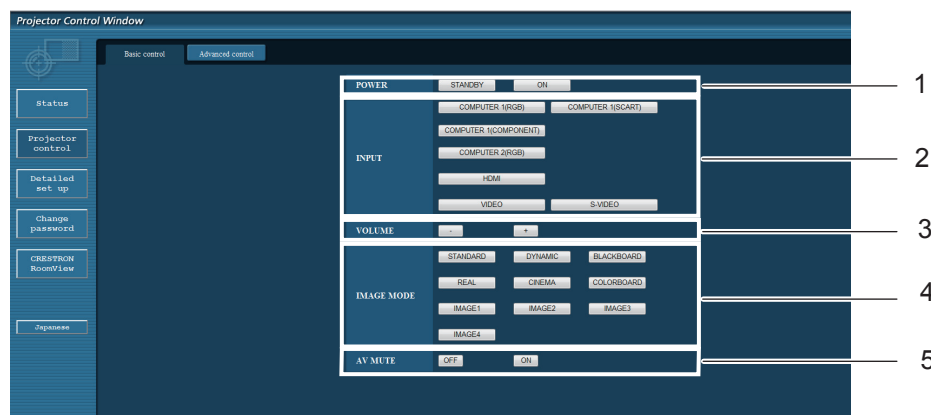 Projector Control Window
Basic control Advanced control
Status
Projector
control
Detailed
set up
Change
password
CRESTRON
RoomView
Japanese
POWER STANDBY ON 1
INPUT
COMPUTER 1(RGB) COMPUTER 1(SCART)
COMPUTER 1(COMPONENT)
COMPUTER 2(RGB)
HDMI
VIDEO S-VIDEO
2
VOLUME - + 3
IMAGE MODE
STANDARD DYNAMIC BLACKBOARD
REAL CINEMA COLORBOARD
IMAGE1 IMAGE2 IMAGE3
IMAGE4
4
AV MUTE OFF ON 5